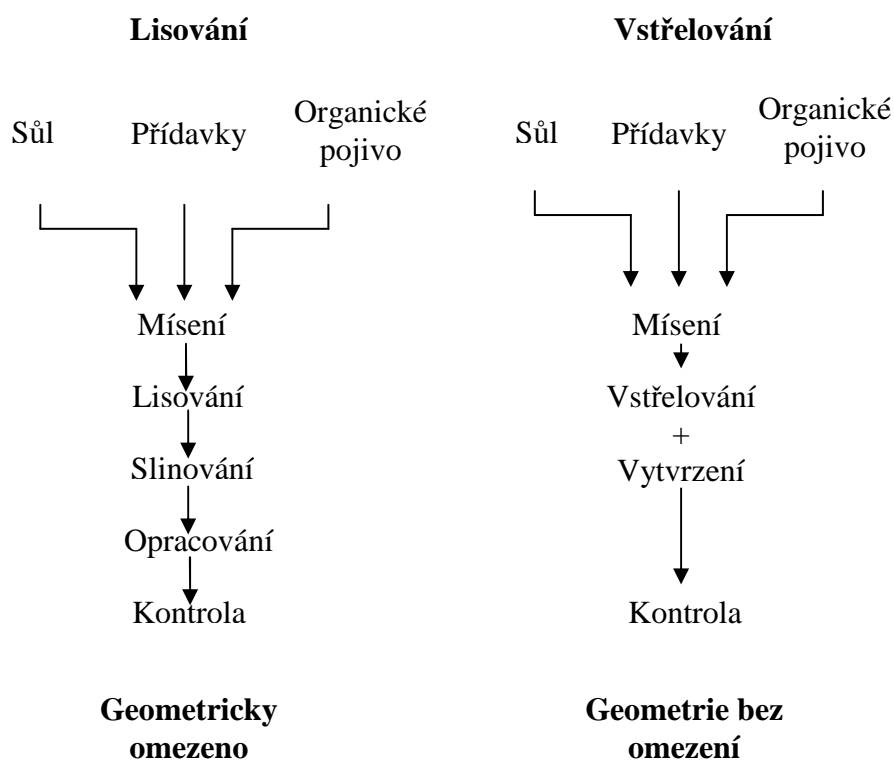 Lisování
Sůl
Přídavky
Organické
pojivo
Mísení
Lisování
Slinování
Opracování
Kontrola
Geometricky
omezeno
Vstřelování
Sůl
Přídavky
Organické
pojivo
Mísení
Vstřelování
+
Vytvrzení
Kontrola
Geometrie bez
omezení